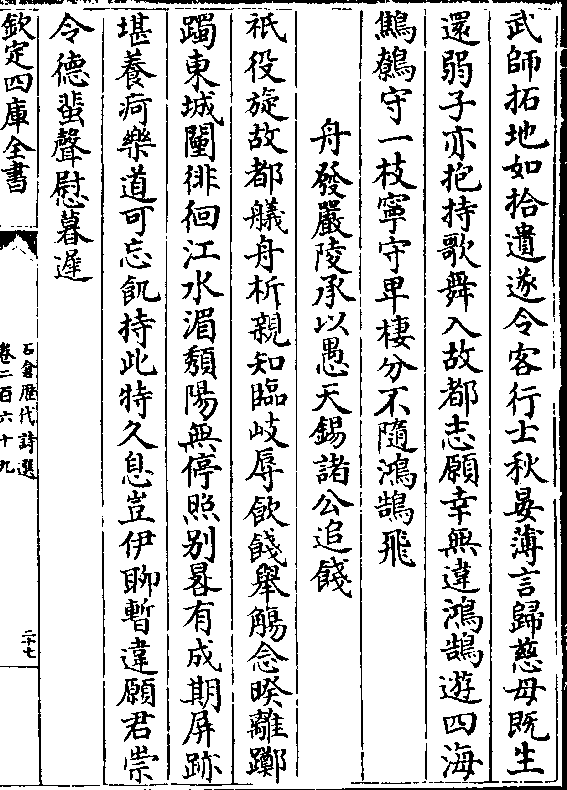 武師拓地如拾遺遂令客行士秋晏薄言歸慈母既生
還弱子亦抱持歌舞入故都志願幸無違鴻鵠遊四海
鷦鷯守一枝寧守卑棲分不隨鴻鵠飛
舟發嚴陵承以愚天錫諸公追餞
祇役旋故都艤舟析親知臨岐辱飲餞舉觴念暌離躑
躅東城闉徘徊江水湄頽陽無停照别晷有成期屏跡
堪養痾樂道可忘飢持此特久息豈伊聊暫違願君崇
令德蜚聲慰暮遲
欽定四庫全書
石倉歷代詩選
卷二百六十九
二十七